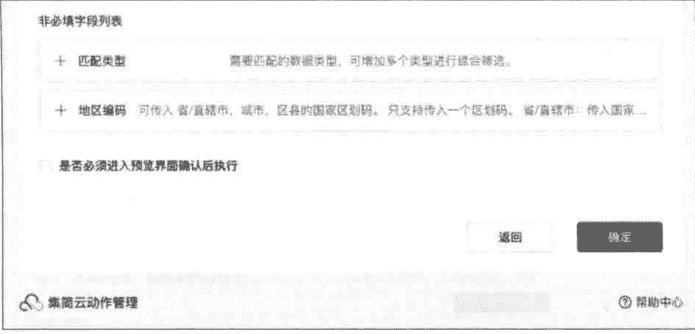 非必填字段列表
+ 匹配类型 需要匹配的数据类型，可增加多个类型进行综合筛选。
+ 地区编码 可传入 省/直辖市、城市、区县的国家区划码。 只支持传入一个区划码。 省/直辖市：传入国家...
是否必须进入预览界面确认后执行
返回 确定
集简云动作管理 帮助中心